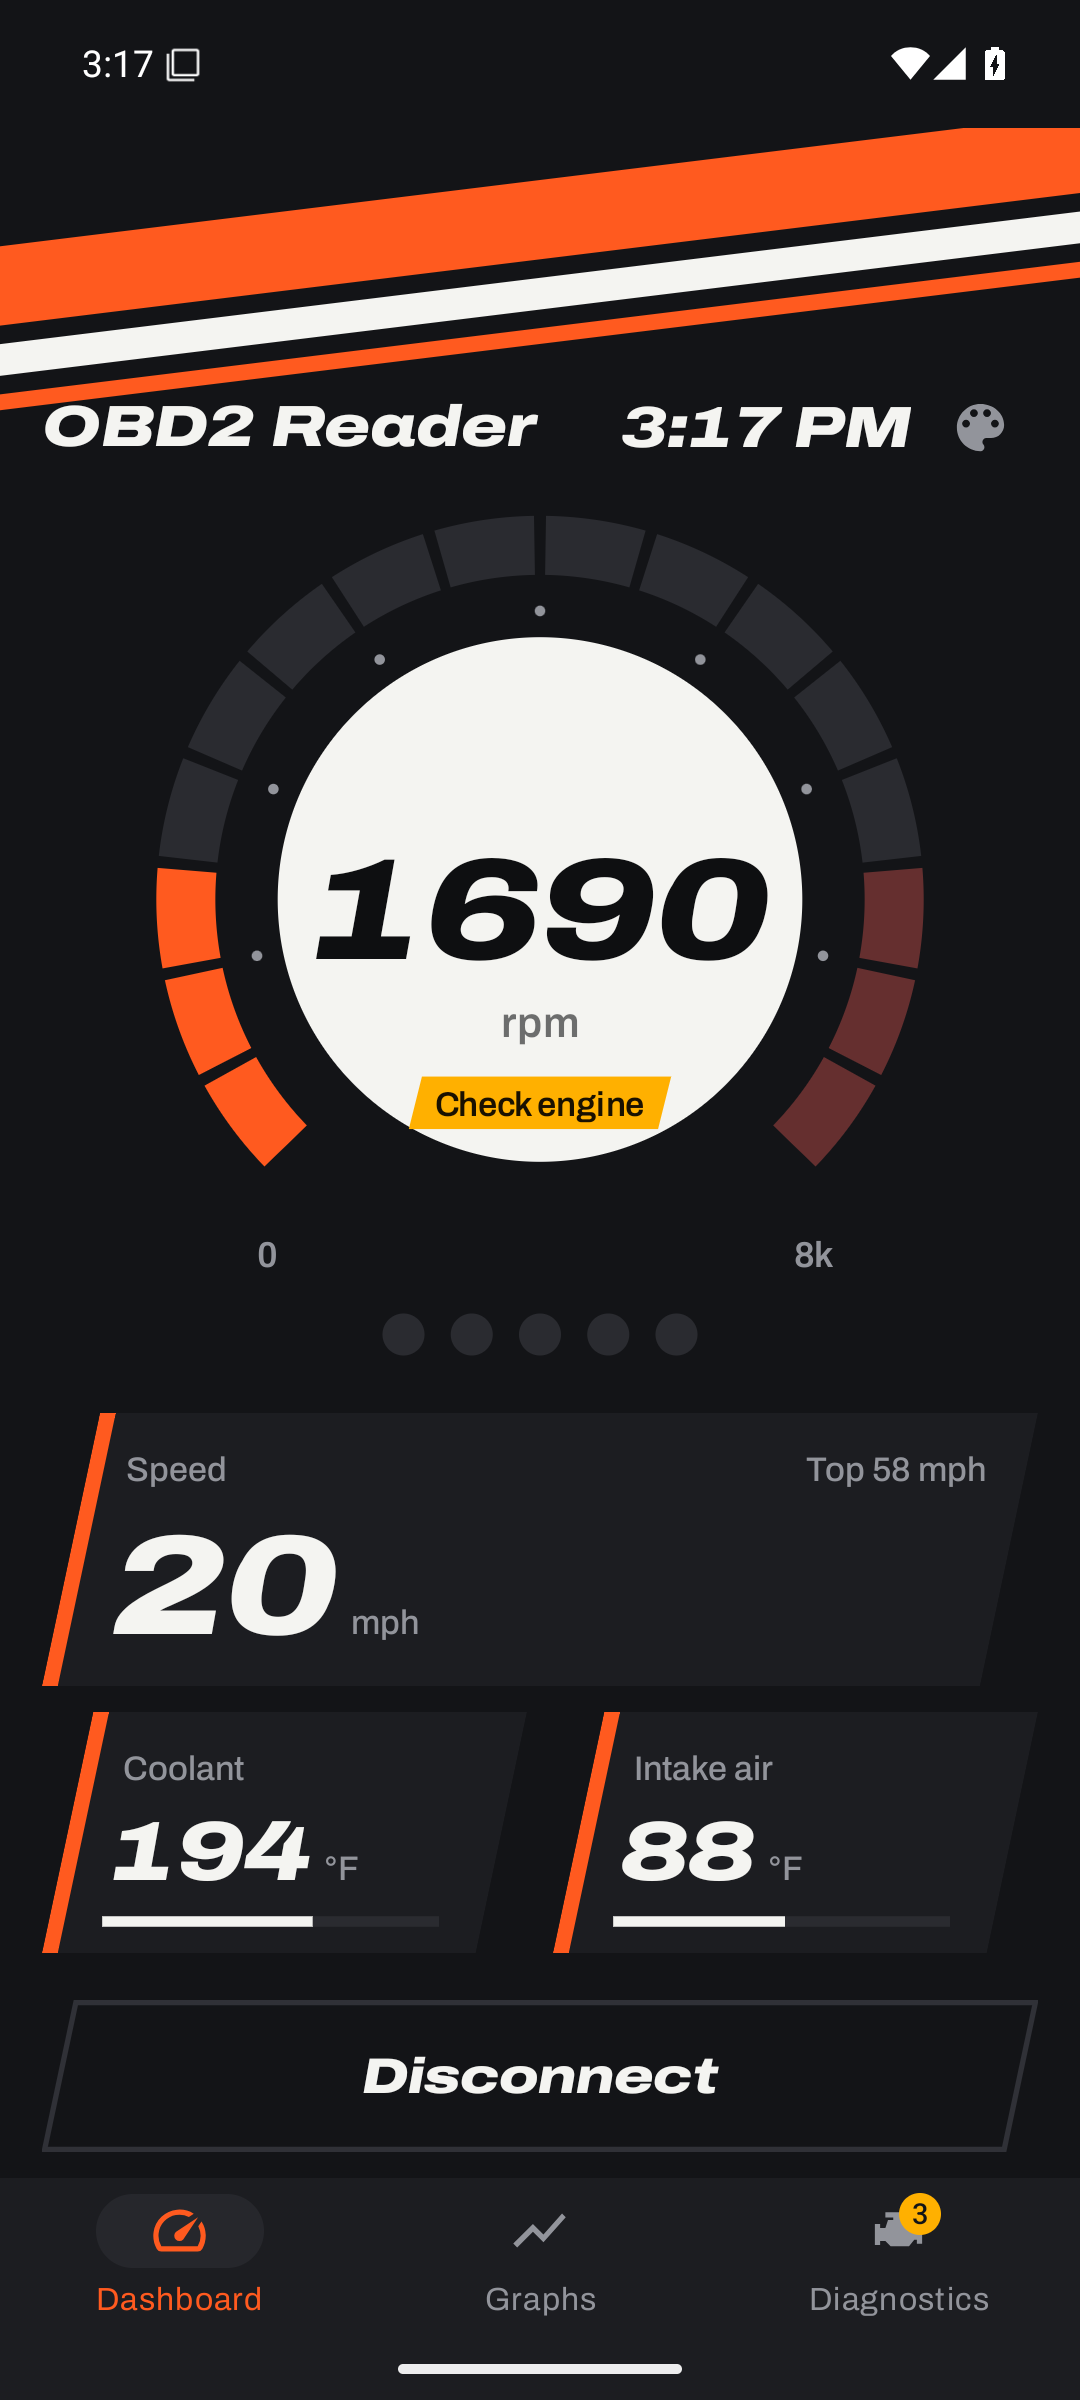 3:17
OBD2 Reader 3:17 PM
1690
rpm
Check engine
0 8k
Speed Top 58 mph
20 mph
Coolant Intake air
194 °F 88 °F
Disconnect
3
Dashboard Graphs Diagnostics